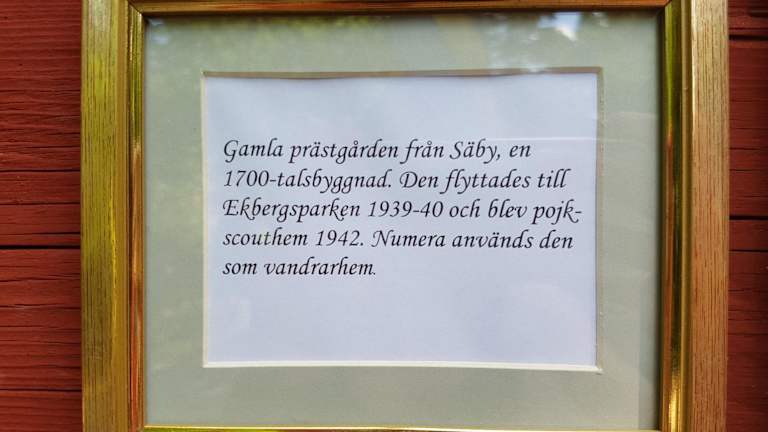 Gamla prästgården från Säby, en
1700-talsbyggnad. Den flyttades till
Ekbergsparken 1939-40 och blev pojk-
scouthem 1942. Numera används den
som vandrarhem.